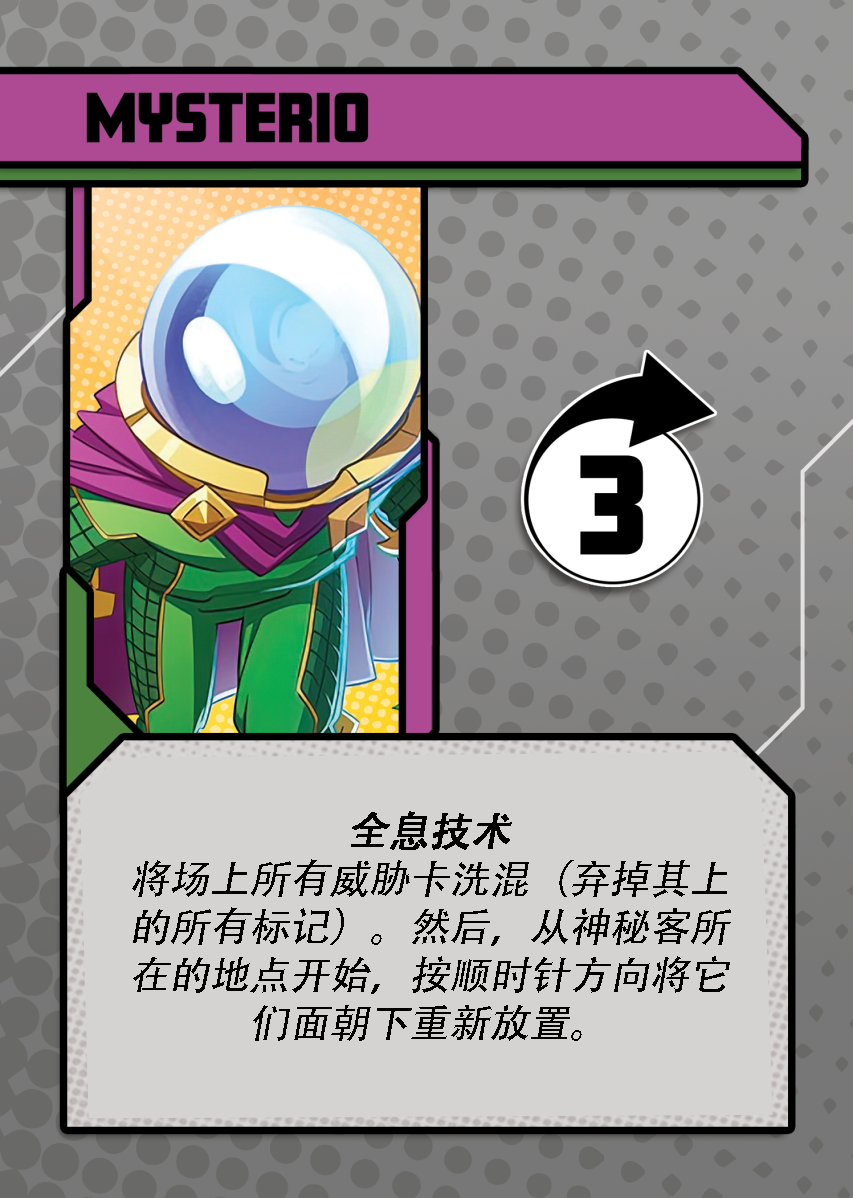 MYSTERIO
3
全息技术
将场上所有威胁卡洗混（弃掉其上
的所有标记）。然后，从神秘客所
在的地点开始，按顺时针方向将它
们面朝下重新放置。